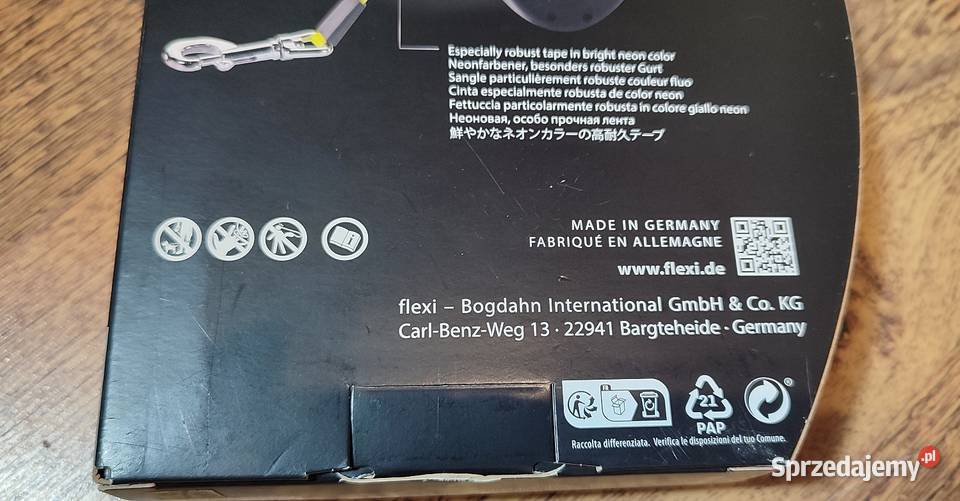 Especially robust tape in bright neon color
Neonfarbener, besonders robuster Gurt
Sangle particulièrement robuste couleur fluo
Cinta especialmente robusta de color neon
Fettuccia particolarmente robusta in colore giallo neon
Неоновая, особо прочная лента
鮮やかなネオンカラーの高耐久テープ
MADE IN GERMANY
FABRIQUÉ EN ALLEMAGNE
www.flexi.de
flexi – Bogdahn International GmbH & Co. KG
Carl-Benz-Weg 13 · 22941 Bargteheide · Germany
21
PAP
®
Raccolta differenziata. Verifica le disposizioni del tuo Comune.
Sprzedajemy.pl